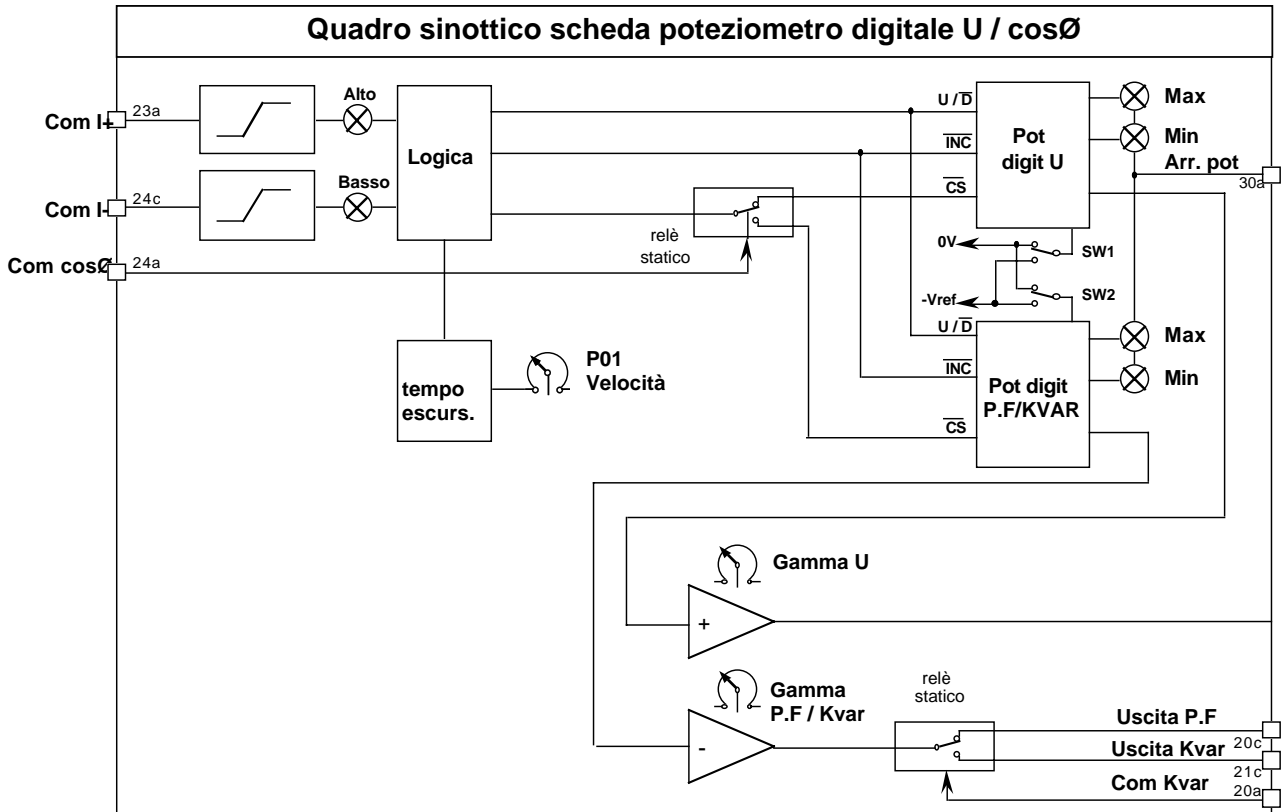 Quadro sinottico scheda poteziometro digitale U / cosØ
Com I+
23a
Alto
Logica
Com I-
24c
Basso
Com cosØ
24a
relè
statico
U / D
INC
CS
Pot
digit U
Max
Min
Arr. pot
30a
0V
SW1
-Vref
SW2
U / D
INC
CS
Pot digit
P.F/KVAR
Max
Min
tempo
escurs.
P01
Velocità
Gamma U
+
Gamma
P.F / Kvar
-
relè
statico
Uscita P.F
20c
Uscita Kvar
21c
Com Kvar
20a